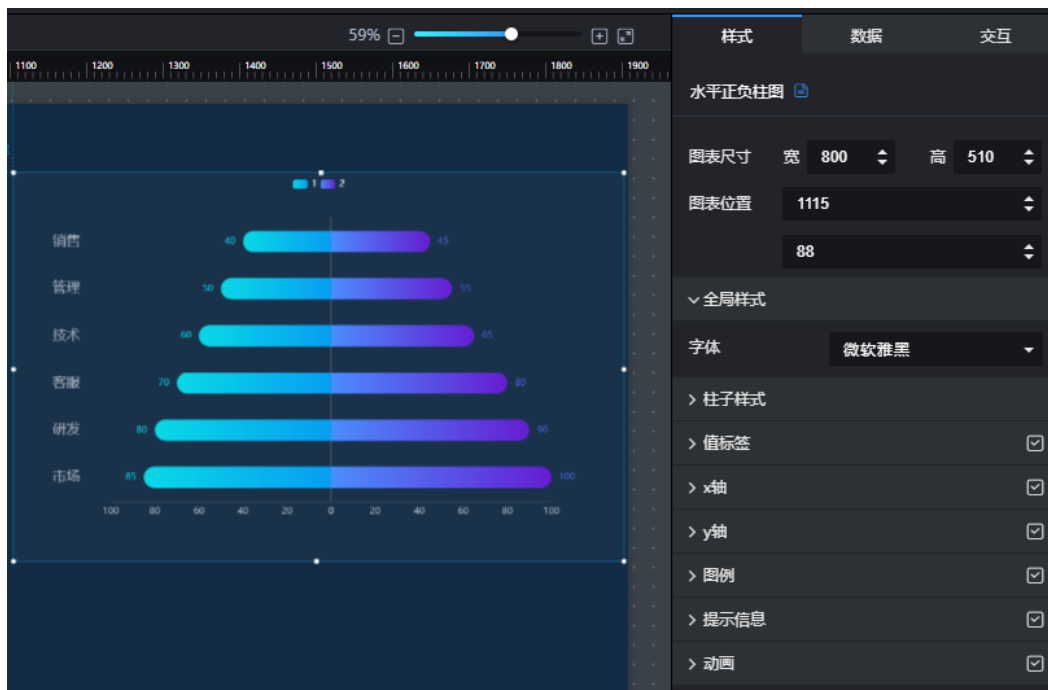 59%
样式 数据 交互
1100 1200 1300 1400 1500 1600 1700 1800 1900
水平正负柱图
图表尺寸 宽 800 高 510
1 2
图表位置 1115
88
销售 40 45
管理 50 55
技术 60 65
客服 70 80
研发 80 90
市场 85 100
100 80 60 40 20 0 20 40 60 80 100
全局样式
字体 微软雅黑
柱子样式
值标签
x轴
y轴
图例
提示信息
动画